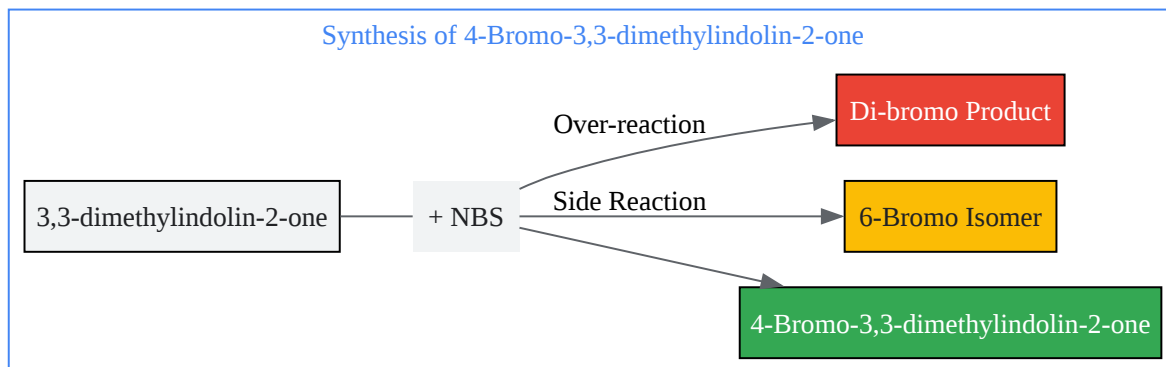 Synthesis of 4-Bromo-3,3-dimethylindolin-2-one
Di-bromo Product
Over-reaction
3,3-dimethylindolin-2-one
+ NBS
Side Reaction
6-Bromo Isomer
4-Bromo-3,3-dimethylindolin-2-one